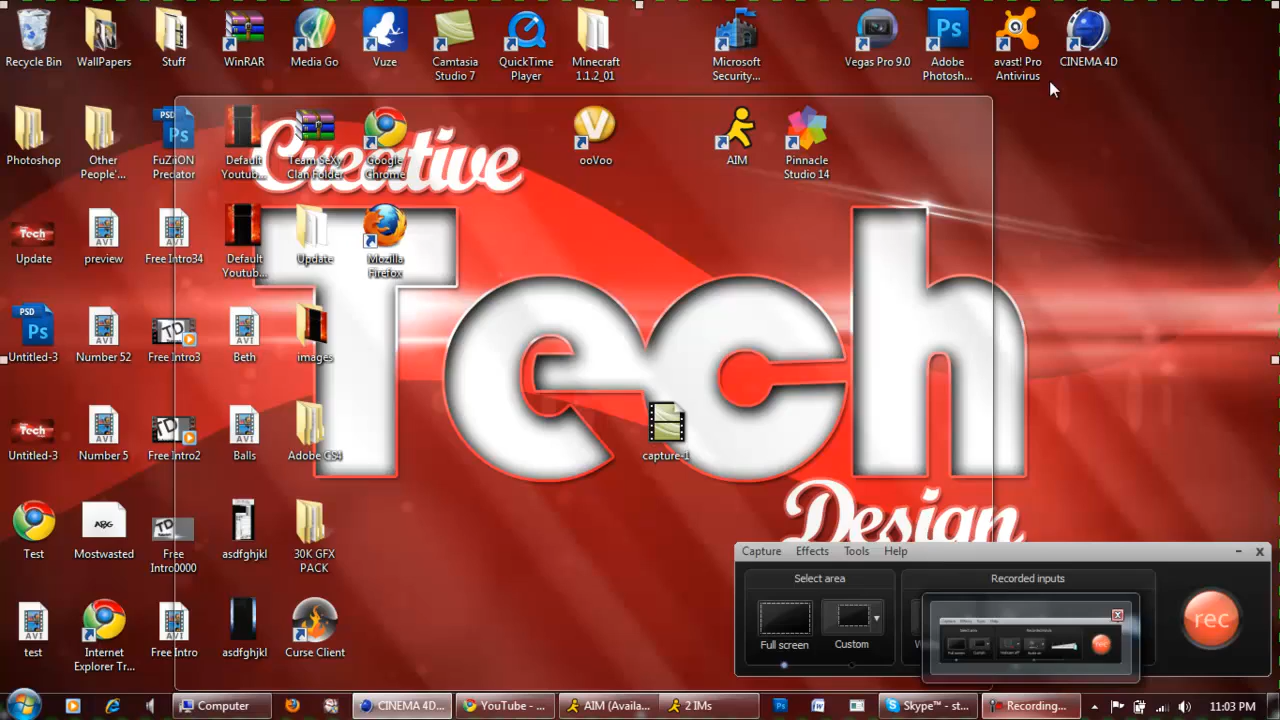 Recycle Bin
WallPapers
Stuff
WinRAR
Media Go
Vuze
Camtasia
Studio 7
QuickTime
Player
Minecraft
1.1.2_01
Microsoft
Security...
Vegas Pro 9.0
Adobe
Photosh...
avast! Pro
Antivirus
CINEMA 4D
Photoshop
Other
People'...
FuZiiON
Predator
Default
Youtub...
Team SeXy
Clan Folder
Google
Chrome
ooVoo
AIM
Pinnacle
Studio 14
Creative
Tech
Design
Update
preview
Free Intro34
Default
Youtub...
Update
Mozilla
Firefox
Untitled-3
Number 52
Free Intro3
Beth
images
Untitled-3
Number 5
Free Intro2
Balls
Adobe CS4
capture-1
Test
Mostwasted
Free
Intro0000
asdfghjkl
30K GFX
PACK
test
Internet
Explorer Tr...
Free Intro
asdfghjkl
Curse Client
Capture Effects Tools Help
Select area
Recorded inputs
Full screen
Custom
rec
Computer
CINEMA 4D...
YouTube - ...
AIM (Availa...
2 IMs
Skype™ - st...
Recording...
11:03 PM